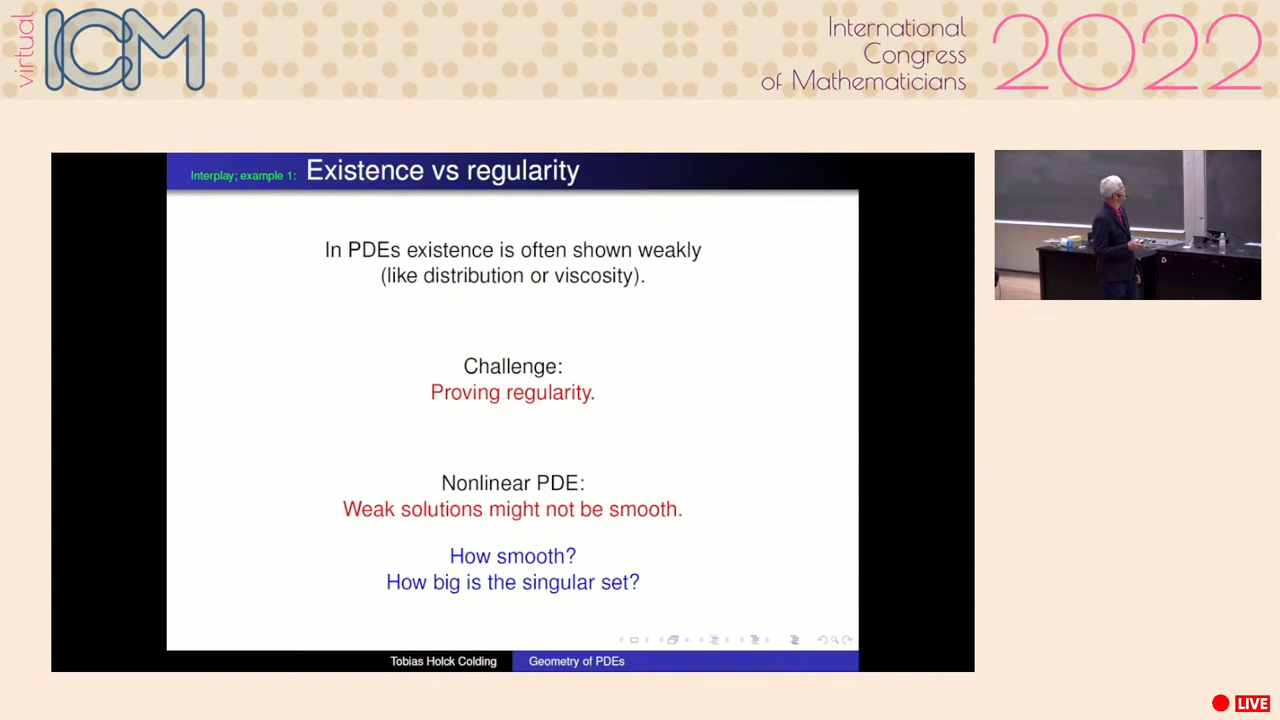 virtual
ICM
International
Congress
of Mathematicians
2022
Interplay; example 1: Existence vs regularity
In PDEs existence is often shown weakly
(like distribution or viscosity).
Challenge:
Proving regularity.
Nonlinear PDE:
Weak solutions might not be smooth.
How smooth?
How big is the singular set?
Tobias Holck Colding
Geometry of PDEs
LIVE